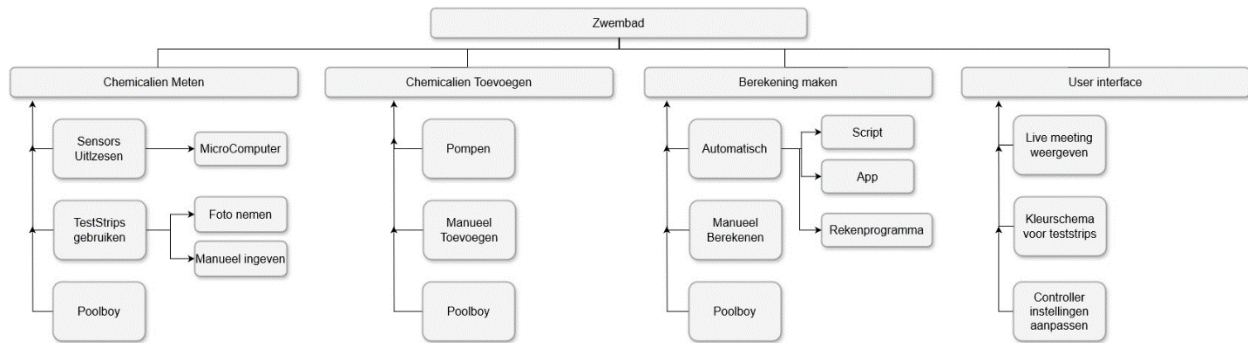 Zwembad
Chemicalien Meten
Chemicalien Toevoegen
Berekening maken
User interface
Sensors
Uitlzesen
MicroComputer
TestStrips
gebruiken
Foto nemen
Manueel ingeven
Poolboy
Pompen
Manueel
Toevoegen
Poolboy
Automatisch
Script
App
Rekenprogramma
Manueel
Berekenen
Poolboy
Live meeting
weergeven
Kleurschema
voor teststrips
Controller
instellingen
aanpassen